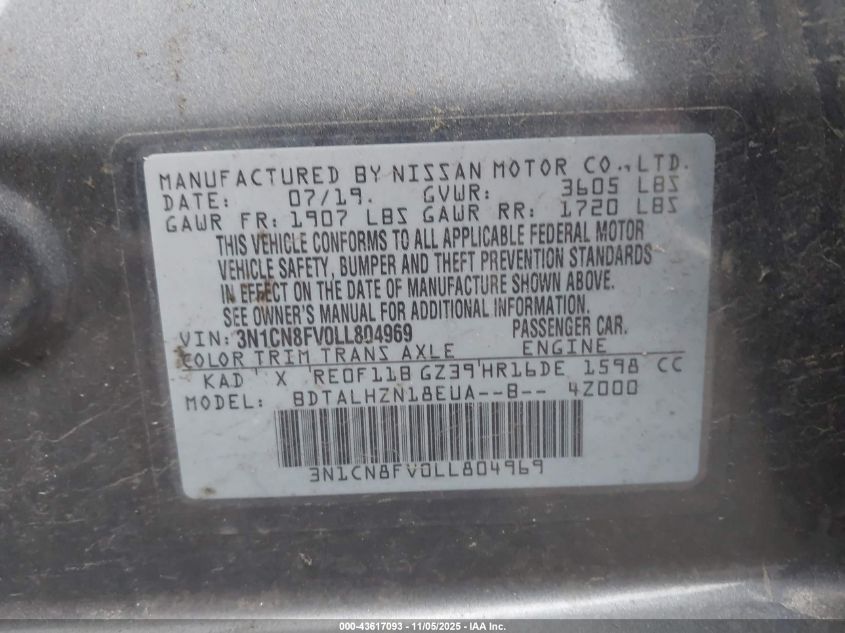 MANUFACTURED BY NISSAN MOTOR CO.,LTD.
DATE: 07/19. GVWR: 3605 LBS
GAWR FR: 1907 LBS GAWR RR: 1720 LBS
THIS VEHICLE CONFORMS TO ALL APPLICABLE FEDERAL MOTOR
VEHICLE SAFETY, BUMPER AND THEFT PREVENTION STANDARDS
IN EFFECT ON THE DATE OF MANUFACTURE SHOWN ABOVE.
SEE OWNER'S MANUAL FOR ADDITIONAL INFORMATION.
VIN: 3N1CN8FV0LL804969 PASSENGER CAR.
COLOR TRIM TRANS AXLE ENGINE
KAD X RE0F11B GZ39 HR16DE 1598 CC
MODEL: BDTALHZN18EUA--B-- 4Z000
3N1CN8FV0LL804969
000-43617093 - 11/05/2025 - IAA Inc.